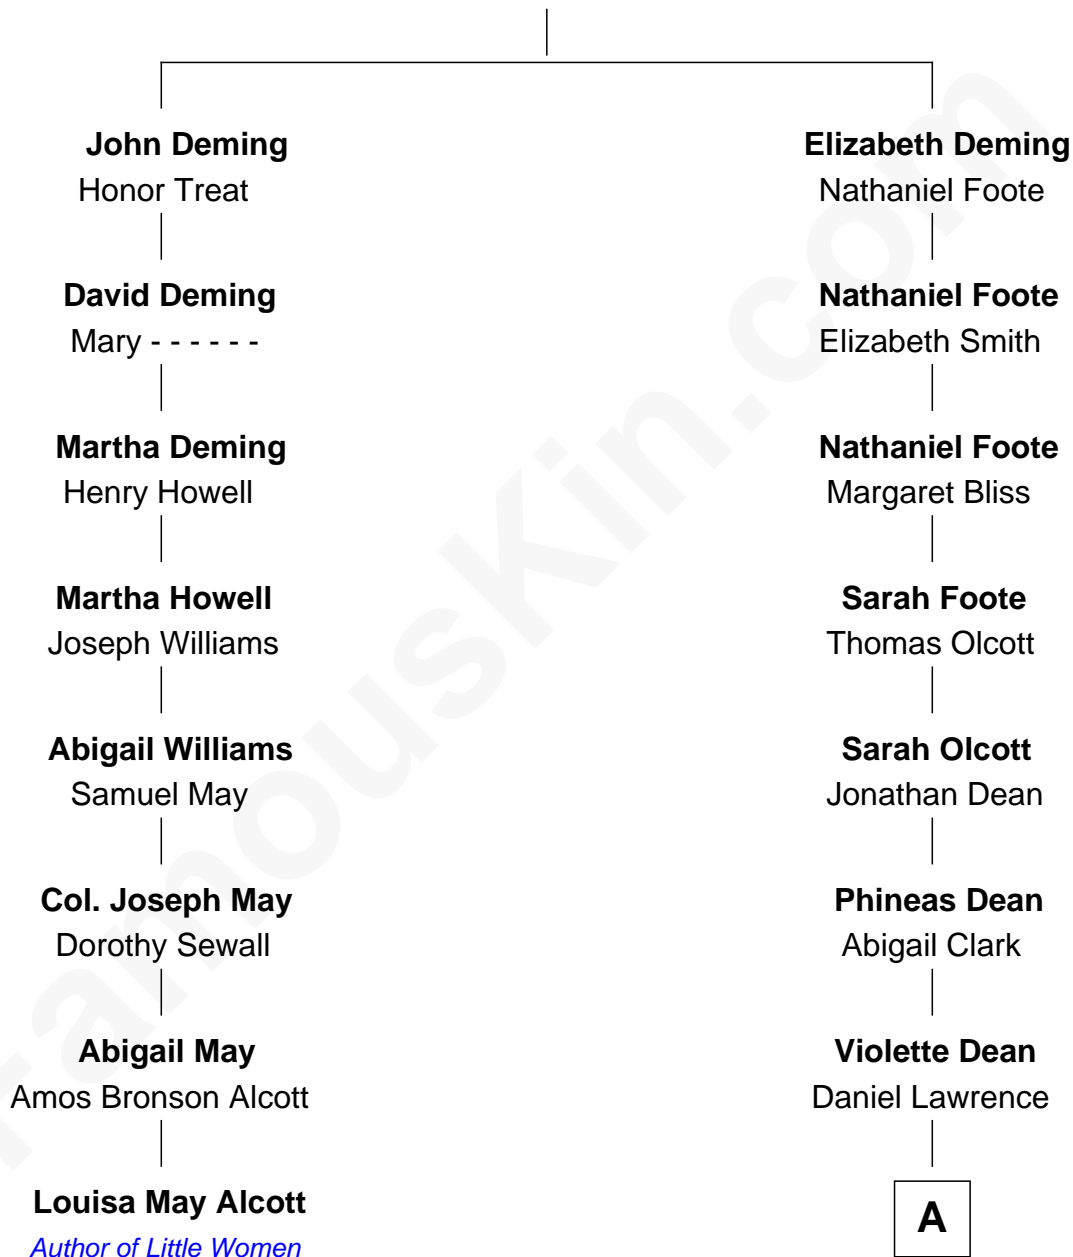 John Deming
Honor Treat
Elizabeth Deming
Nathaniel Foote
David Deming
Mary - - - - - -
Nathaniel Foote
Elizabeth Smith
Martha Deming
Henry Howell
Nathaniel Foote
Margaret Bliss
Martha Howell
Joseph Williams
Sarah Foote
Thomas Olcott
Abigail Williams
Samuel May
Sarah Olcott
Jonathan Dean
Col. Joseph May
Dorothy Sewall
Phineas Dean
Abigail Clark
Abigail May
Amos Bronson Alcott
Violette Dean
Daniel Lawrence
Louisa May Alcott
Author of Little Women
A
FamousKin.com